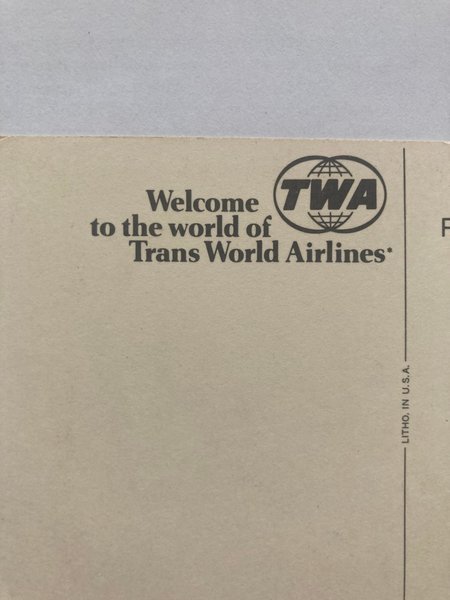 TWA
Welcome
to the world of
Trans World Airlines*
LITHO. IN U.S.A.